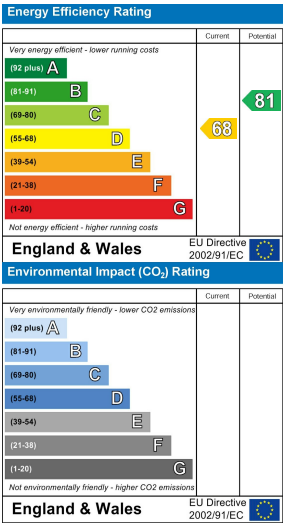 Energy Efficiency Rating
Current Potential
Very energy efficient - lower running costs
(92 plus) A
(81-91) B
(69-80) C
(55-68) D
(39-54) E
(21-38) F
(1-20) G
68
81
Not energy efficient - higher running costs
England & Wales
EU Directive
2002/91/EC
Environmental Impact (CO₂) Rating
Current Potential
Very environmentally friendly - lower CO2 emissions
(92 plus) A
(81-91) B
(69-80) C
(55-68) D
(39-54) E
(21-38) F
(1-20) G
Not environmentally friendly - higher CO2 emissions
England & Wales
EU Directive
2002/91/EC